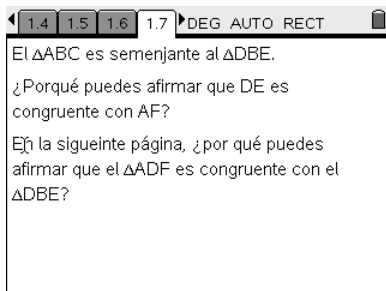 1.4 1.5 1.6 1.7 DEG AUTO RECT
El ΔABC es semenjante al ΔDBE.
¿Porqué puedes afirmar que DE es
congruente con AF?
En la sigueinte página, ¿por qué puedes
afirmar que el ΔADF es congruente con el
ΔDBE?